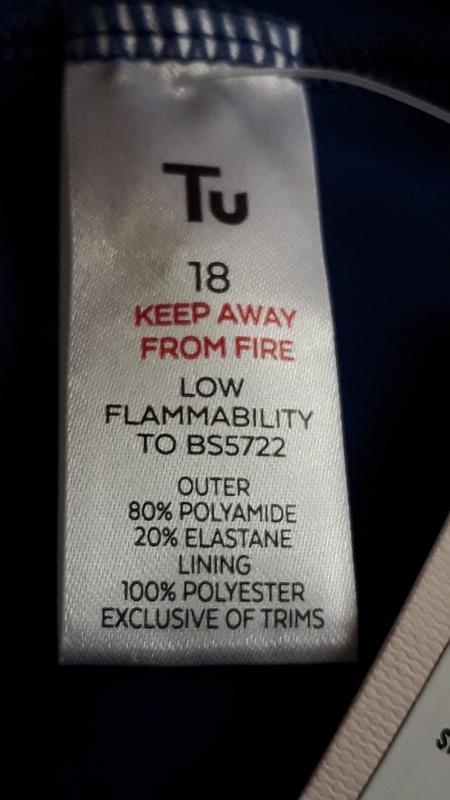 Tu
18
KEEP AWAY
FROM FIRE
LOW
FLAMMABILITY
TO BS5722
OUTER
80% POLYAMIDE
20% ELASTANE
LINING
100% POLYESTER
EXCLUSIVE OF TRIMS